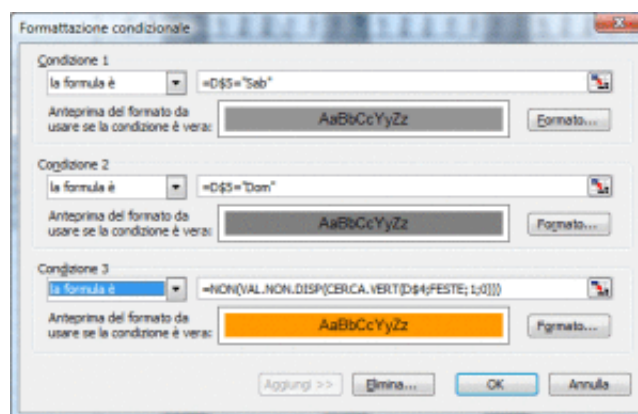 Formattazione condizionale
Condizione 1
la formula è =D$5="Sab"
Anteprima del formato da usare se la condizione è vera:
AaBbCcYyZz
Formato...
Condizione 2
la formula è =D$5="Dom"
Anteprima del formato da usare se la condizione è vera:
AaBbCcYyZz
Formato...
Condizione 3
la formula è =NON(VAL.NON.DISP(CERCA.VERT(D$4;FESTE;1;0)))
Anteprima del formato da usare se la condizione è vera:
AaBbCcYyZz
Formato...
Aggiungi >> Elimina... OK Annulla